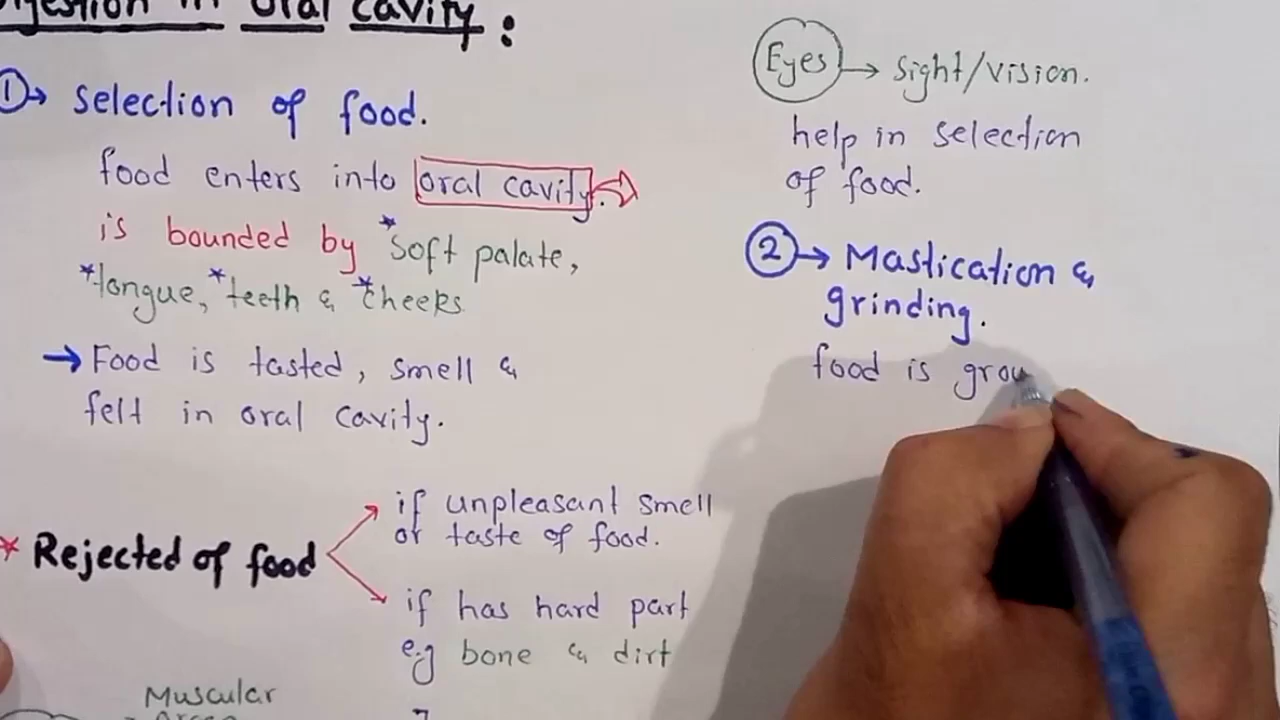 Digestion in oral cavity :
① → selection of food.
food enters into oral cavity.
is bounded by *soft palate,
*tongue, *teeth & *cheeks
→ Food is tasted, smell &
felt in oral cavity.
* Rejected of food
if unpleasant smell
or taste of food.
if has hard part
e.g bone & dirt
Muscular
Eyes → sight/vision.
help in selection
of food.
② → Mastication &
grinding.
food is grou